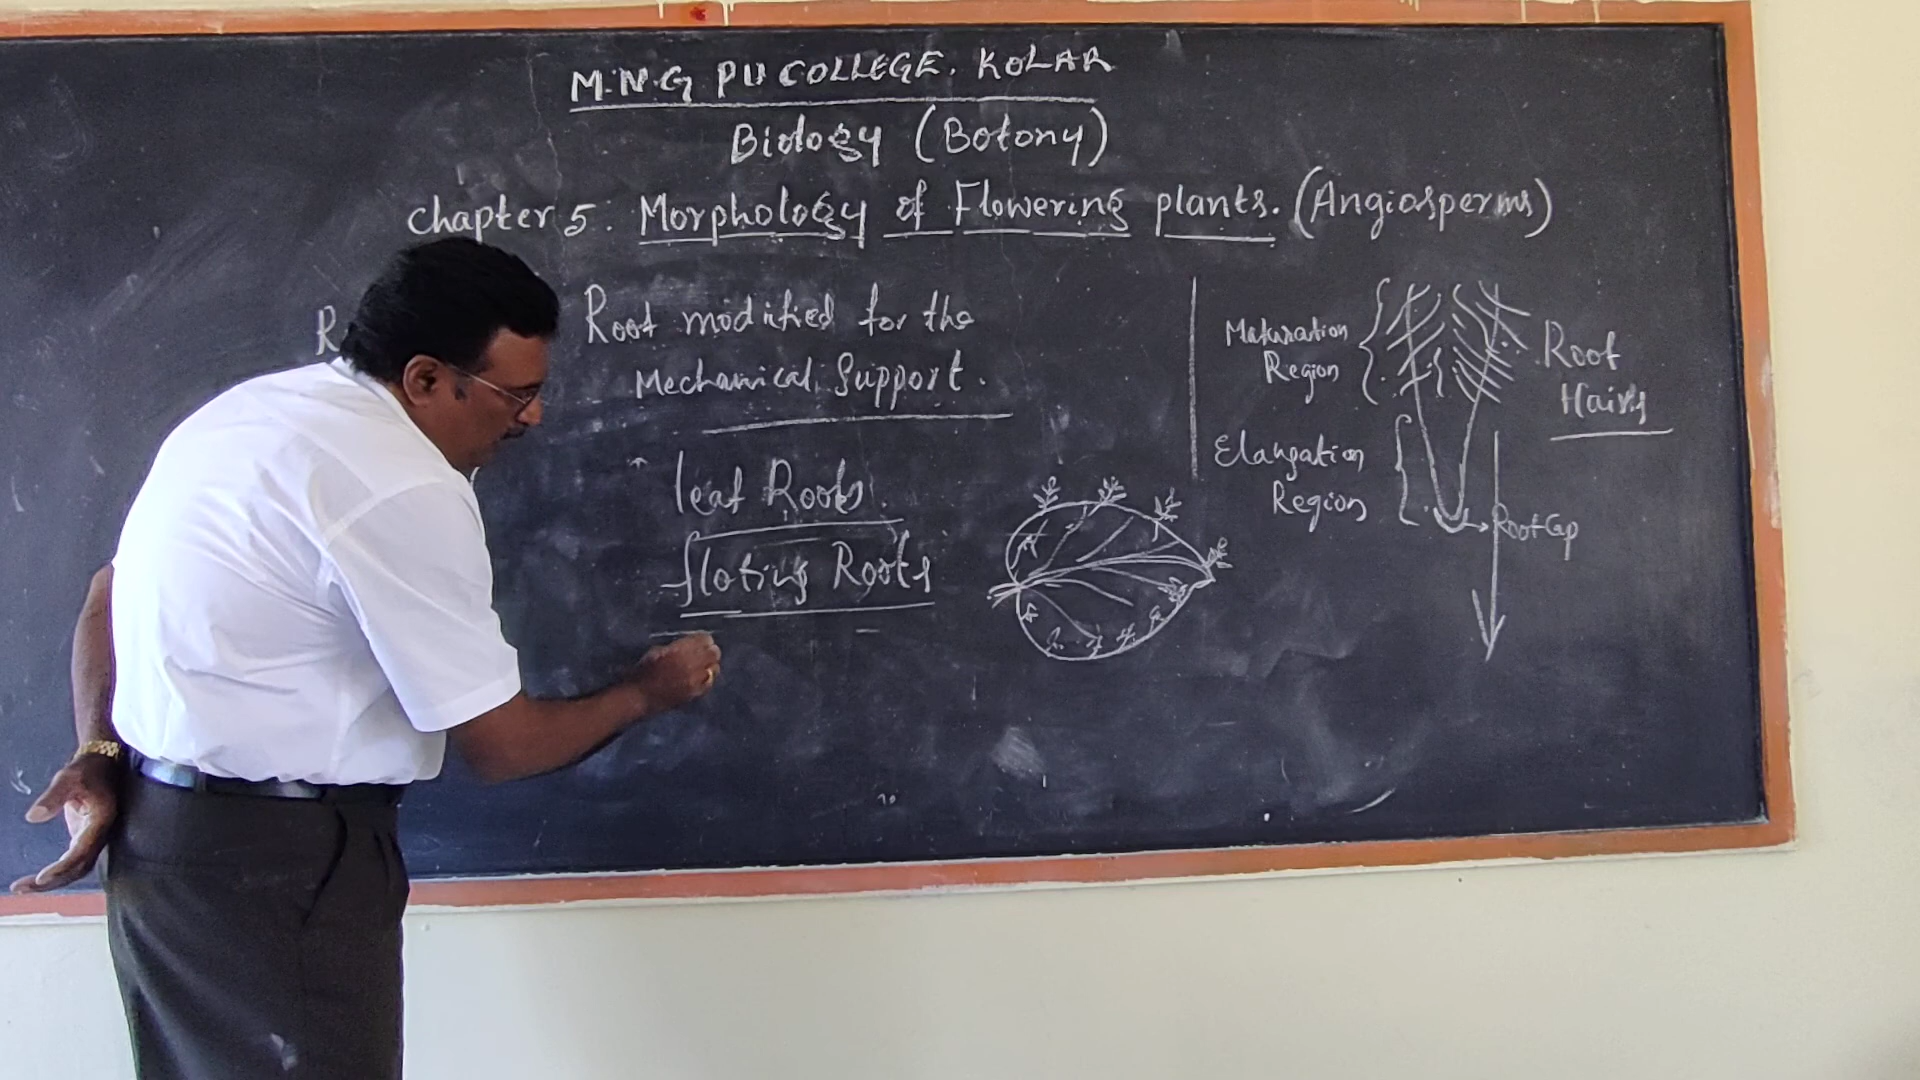 M.N.G PU COLLEGE. KOLAR
Biology (Botony)
Chapter 5. Morphology of Flowering plants. (Angiosperms)
R
Root modified for the
Mechanical Support.
leaf Roots.
floting Roots
Maturation
Region
Root
Hairs
Elangation
Region
Root Cap